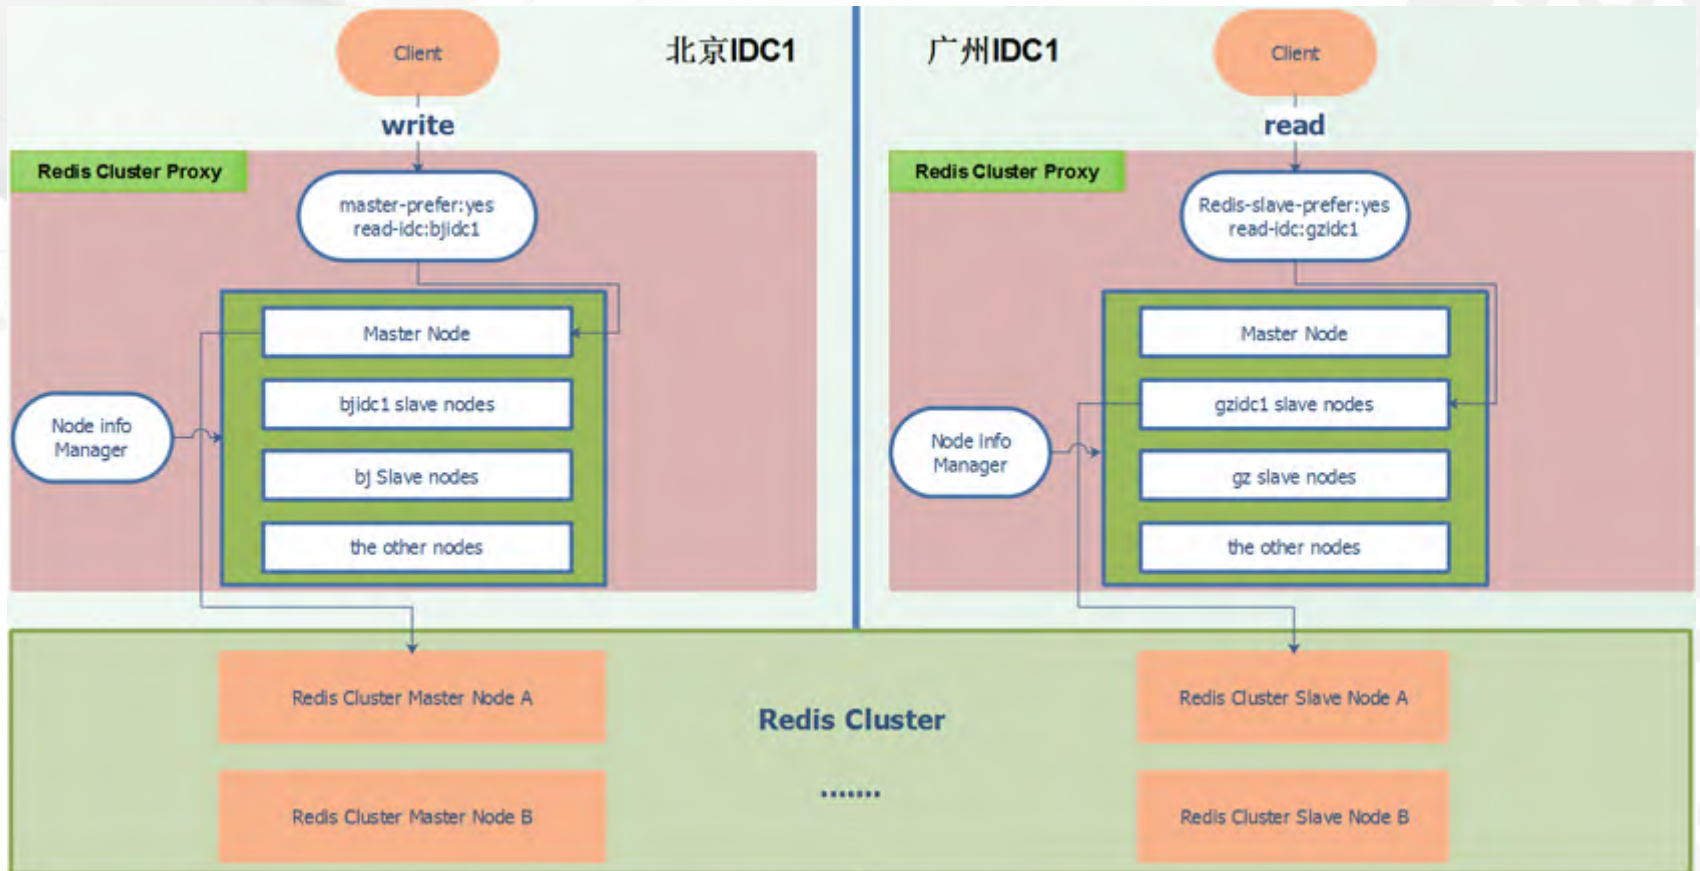 Client
北京IDC1
write
Redis Cluster Proxy
master-prefer:yes
read-idc:bjidc1
Master Node
bjidc1 slave nodes
Node info
Manager
bj Slave nodes
the other nodes
广州IDC1
Client
read
Redis Cluster Proxy
Redis-slave-prefer:yes
read-idc:gzidc1
Master Node
gzidc1 slave nodes
Node info
Manager
gz slave nodes
the other nodes
Redis Cluster Master Node A
Redis Cluster Slave Node A
Redis Cluster
.......
Redis Cluster Master Node B
Redis Cluster Slave Node B